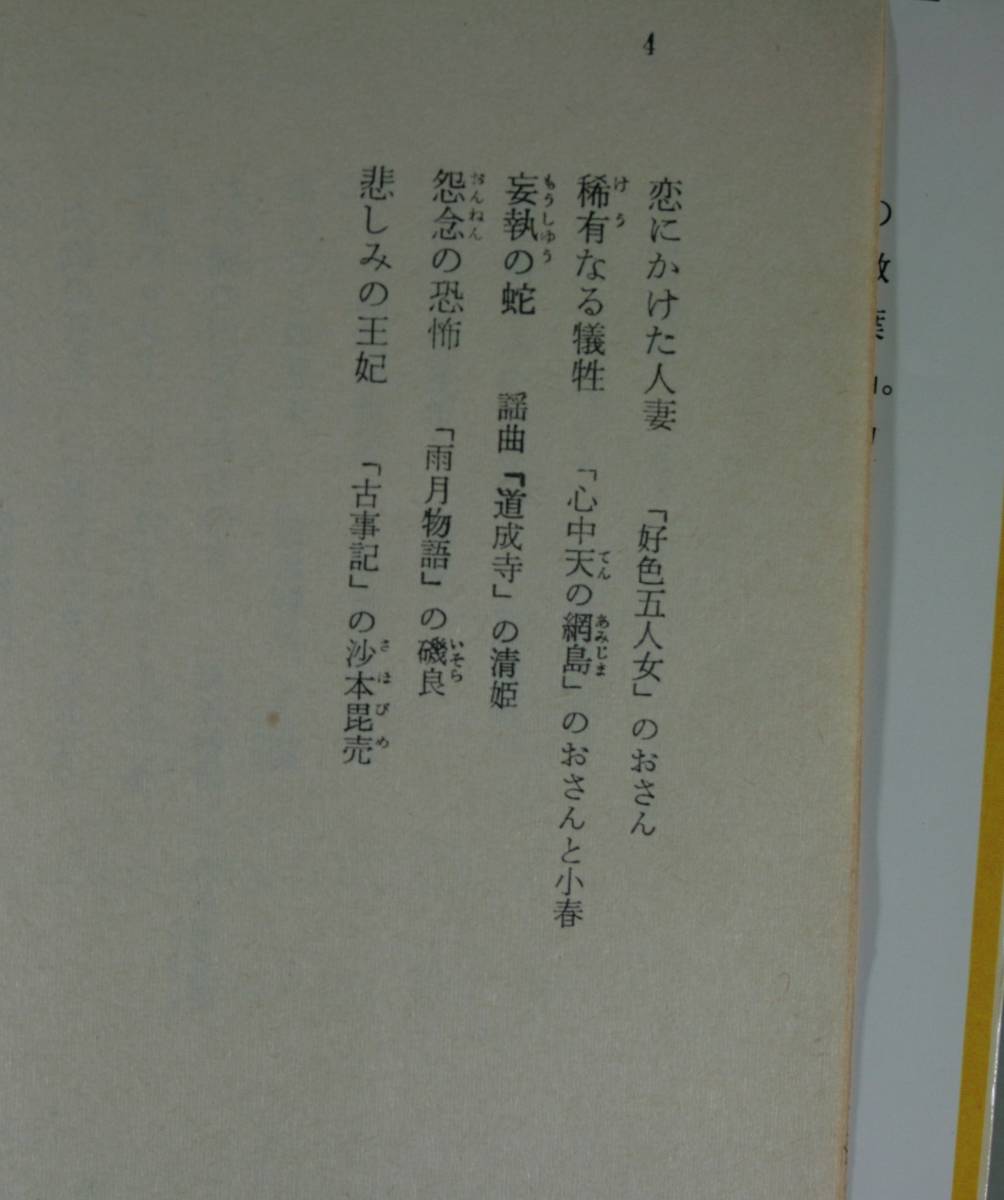 4
恋にかけた人妻 「好色五人女」のおさん
稀有なる犠牲 「心中天の網島」のおさんと小春
妄執の蛇 謡曲「道成寺」の清姫
怨念の恐怖 「雨月物語」の磯良
悲しみの王妃 「古事記」の沙本毘売